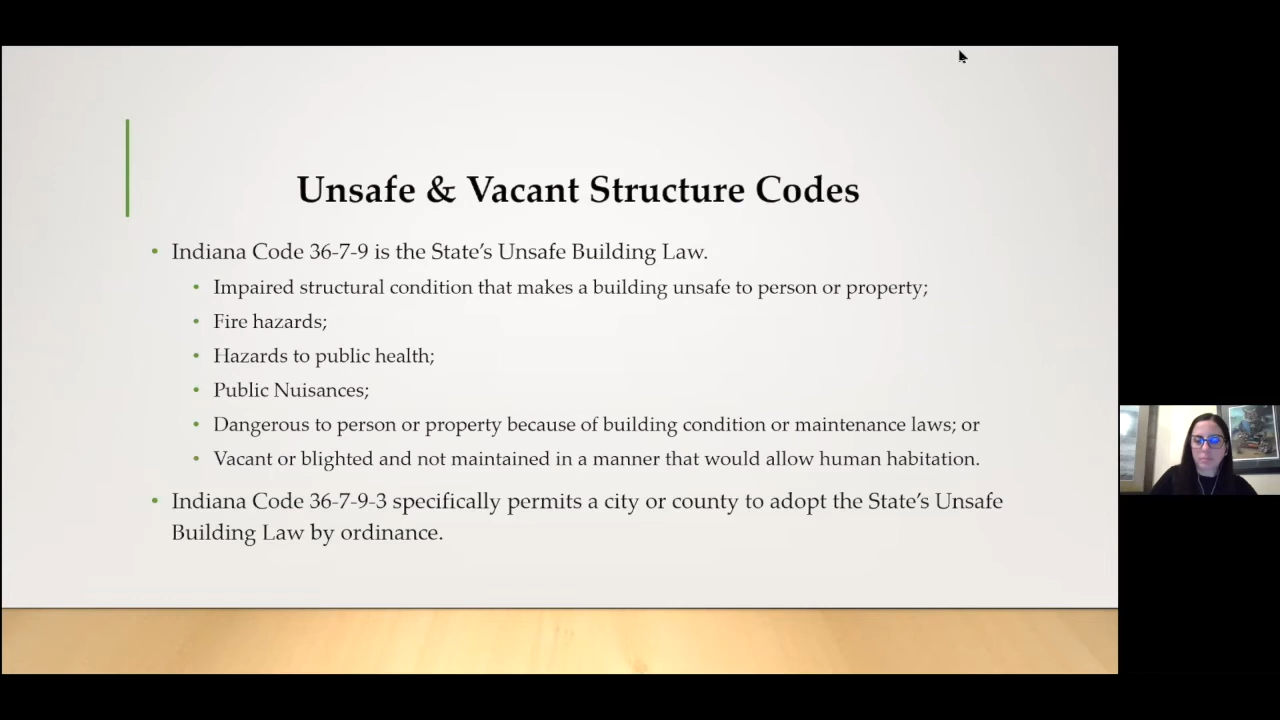 Unsafe & Vacant Structure Codes
• Indiana Code 36-7-9 is the State’s Unsafe Building Law.
• Impaired structural condition that makes a building unsafe to person or property;
• Fire hazards;
• Hazards to public health;
• Public Nuisances;
• Dangerous to person or property because of building condition or maintenance laws; or
• Vacant or blighted and not maintained in a manner that would allow human habitation.
• Indiana Code 36-7-9-3 specifically permits a city or county to adopt the State’s Unsafe
Building Law by ordinance.